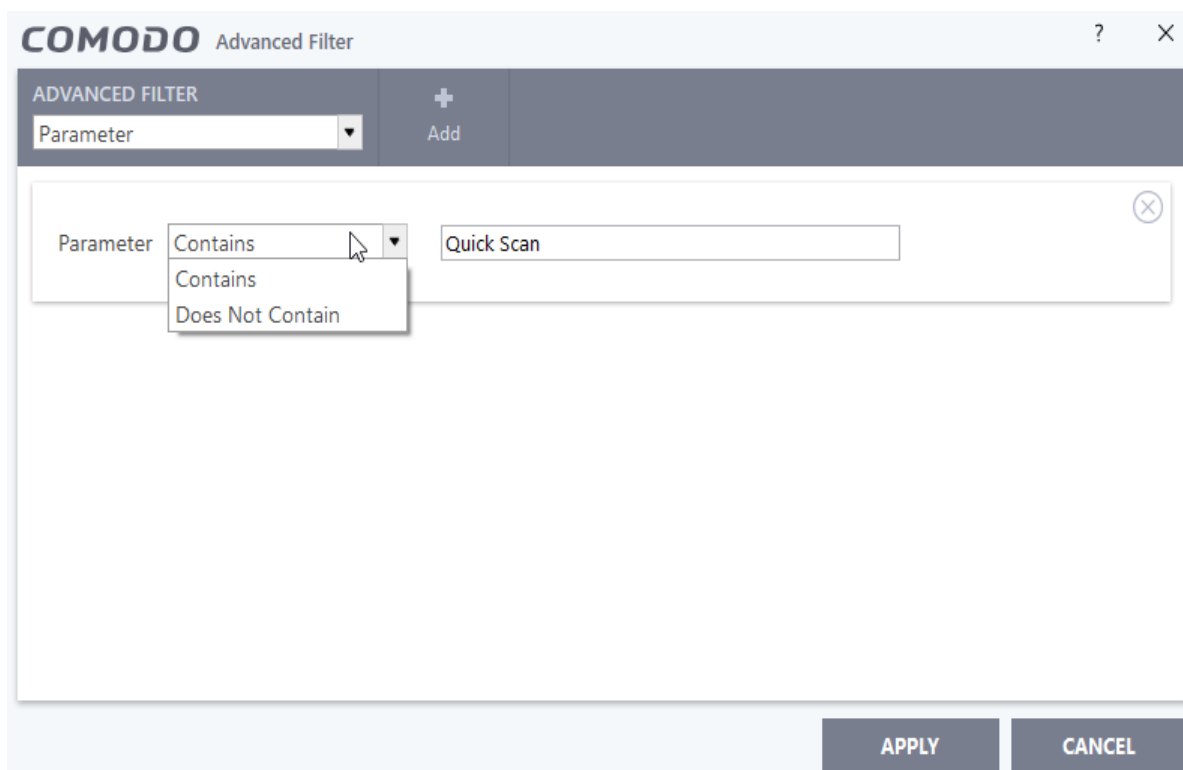 COMODO Advanced Filter ?
ADVANCED FILTER
Parameter
Add
Parameter Contains Quick Scan
Contains
Does Not Contain
APPLY CANCEL